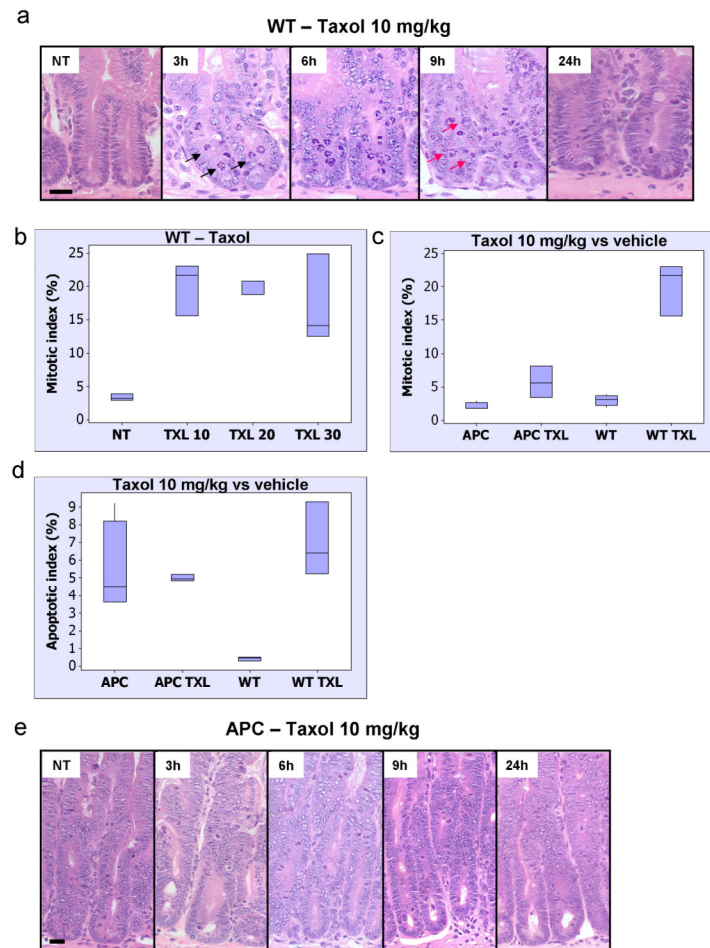 a
WT – Taxol 10 mg/kg
NT 3h 6h 9h 24h
b
WT – Taxol
Mitotic index (%)
25
20
15
10
5
0
NT TXL 10 TXL 20 TXL 30
c
Taxol 10 mg/kg vs vehicle
Mitotic index (%)
25
20
15
10
5
0
APC APC TXL WT WT TXL
d
Taxol 10 mg/kg vs vehicle
Apoptotic index (%)
9
8
7
6
5
4
3
2
1
0
APC APC TXL WT WT TXL
e
APC – Taxol 10 mg/kg
NT 3h 6h 9h 24h